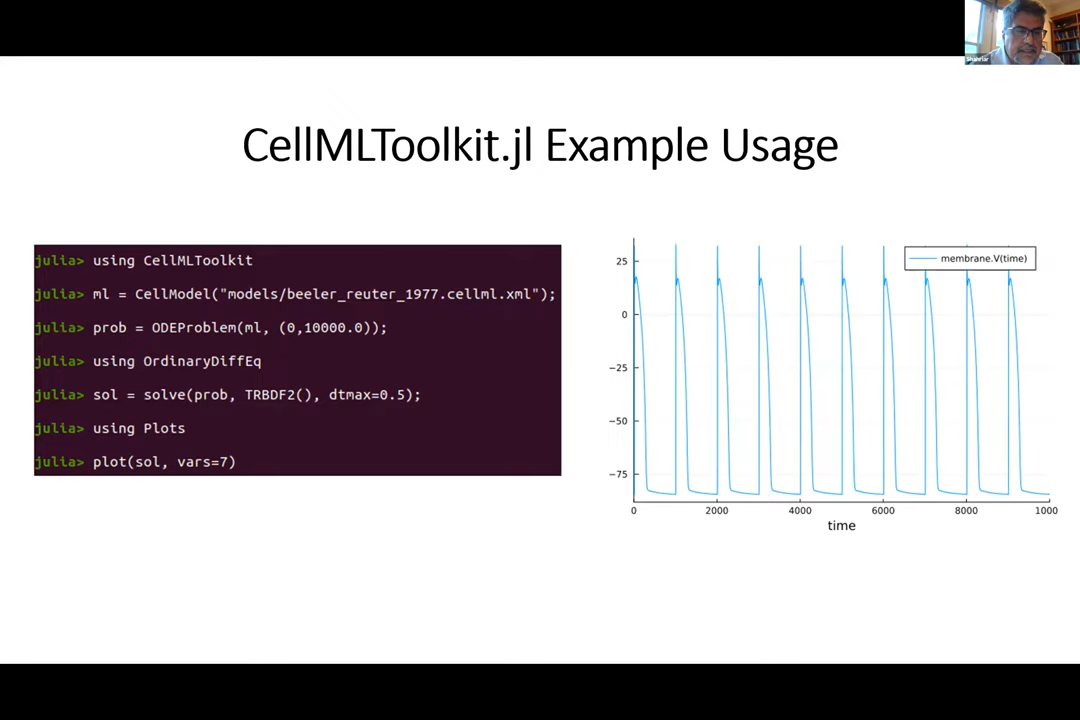 Shahriar
CellMLToolkit.jl Example Usage
julia> using CellMLToolkit
julia> ml = CellModel("models/beeler_reuter_1977.cellml.xml");
julia> prob = ODEProblem(ml, (0,10000.0));
julia> using OrdinaryDiffEq
julia> sol = solve(prob, TRBDF2(), dtmax=0.5);
julia> using Plots
julia> plot(sol, vars=7)
membrane.V(time)
25
0
−25
−50
−75
0 2000 4000 6000 8000 1000
time